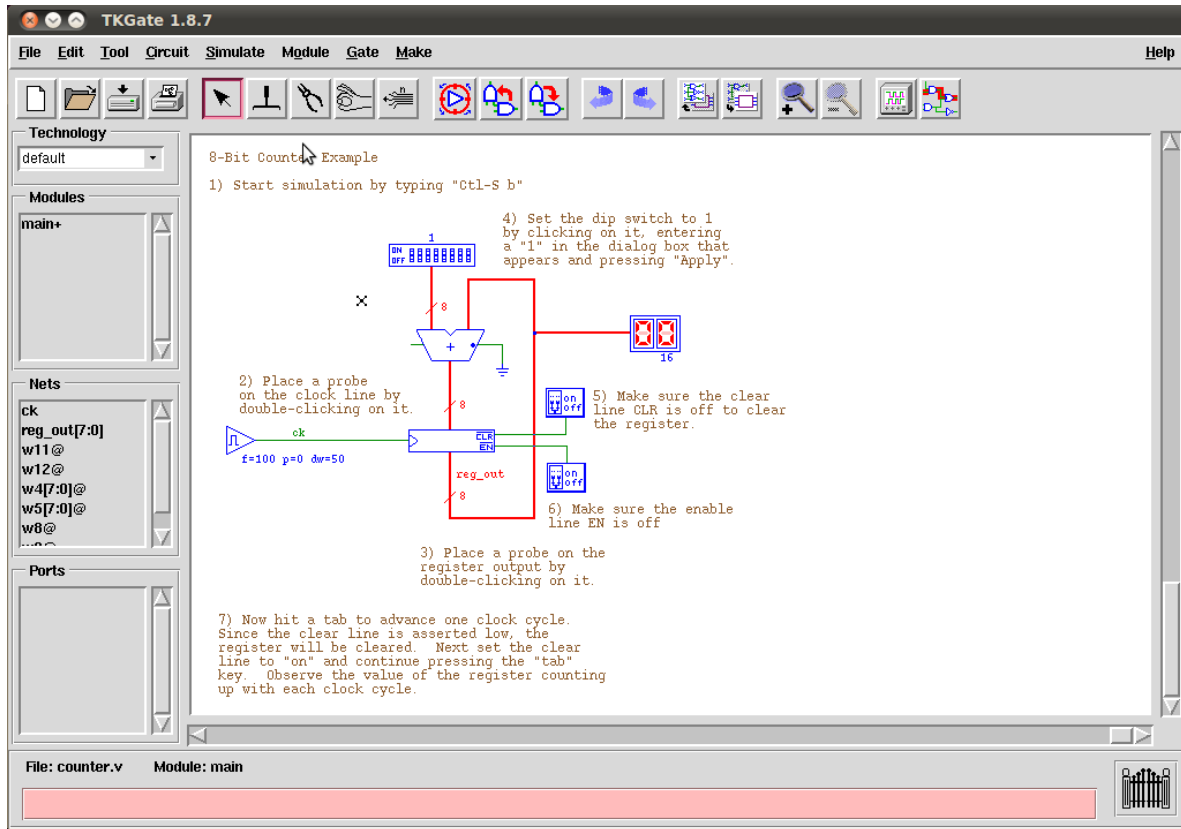 TKGate 1.8.7
File Edit Tool Circuit Simulate Module Gate Make Help
Technology
default
Modules
main+
Nets
ck
reg_out[7:0]
w11@
w12@
w4[7:0]@
w5[7:0]@
w8@
Ports
8-Bit Counter Example
1) Start simulation by typing "Ctl-S b"
4) Set the dip switch to 1
by clicking on it, entering
a "1" in the dialog box that
appears and pressing "Apply".
1
ON
OFF
8
+
16
2) Place a probe
on the clock line by
double-clicking on it.
8
on
off
5) Make sure the clear
line CLR is off to clear
the register.
ck
CLR
EN
f=100 p=0 dw=50
reg_out
8
on
off
6) Make sure the enable
line EN is off
3) Place a probe on the
register output by
double-clicking on it.
7) Now hit a tab to advance one clock cycle.
Since the clear line is asserted low, the
register will be cleared.  Next set the clear
line to "on" and continue pressing the "tab"
key.  Observe the value of the register counting
up with each clock cycle.
File: counter.v Module: main